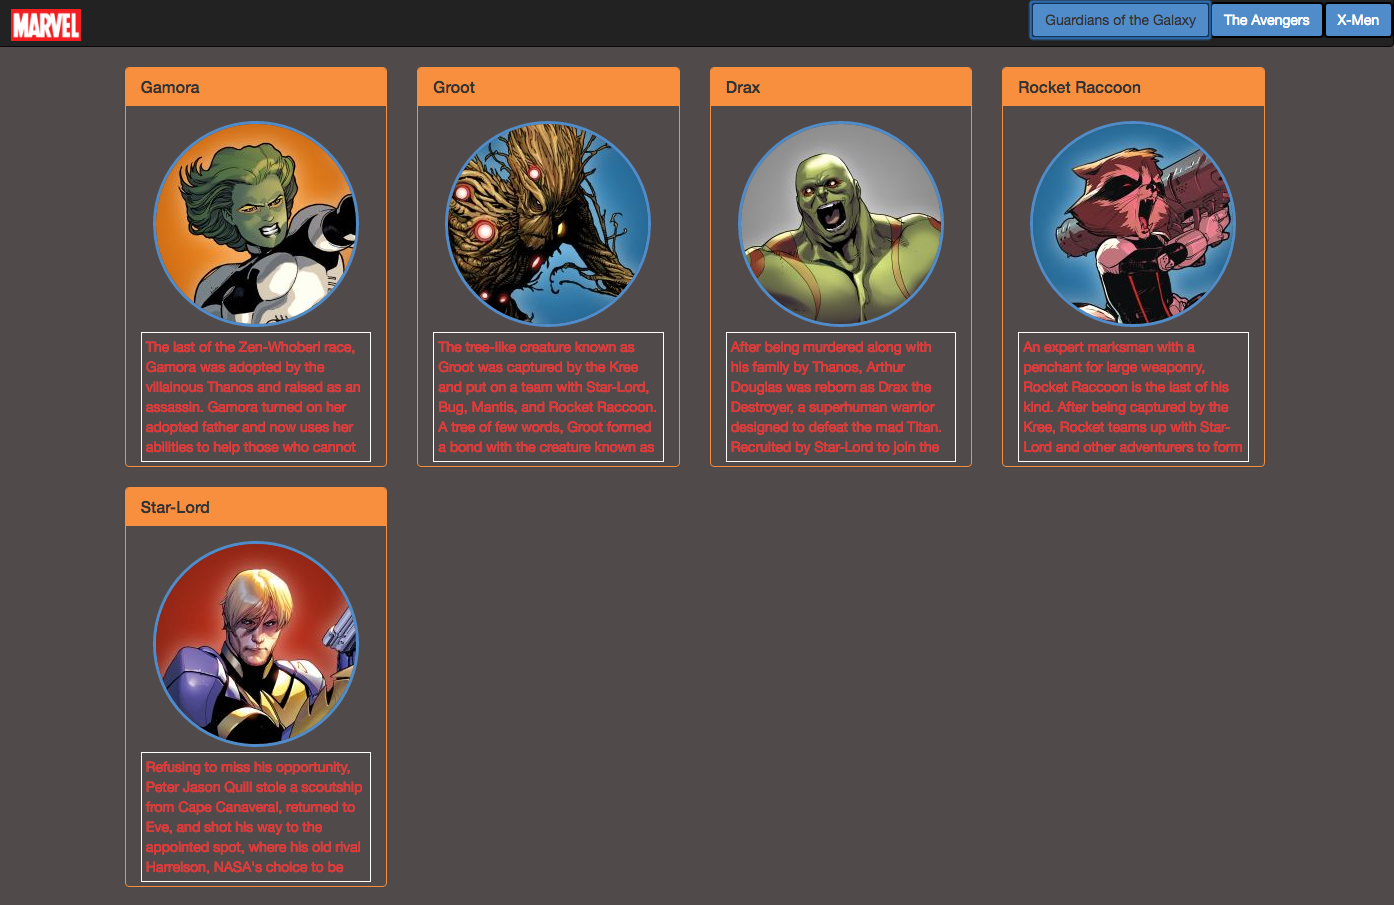 MARVEL
Guardians of the Galaxy
The Avengers
X-Men
Gamora
The last of the Zen-Whoberi race,
Gamora was adopted by the
villainous Thanos and raised as an
assassin. Gamora turned on her
adopted father and now uses her
abilities to help those who cannot
Groot
The tree-like creature known as
Groot was captured by the Kree
and put on a team with Star-Lord,
Bug, Mantis, and Rocket Raccoon.
A tree of few words, Groot formed
a bond with the creature known as
Drax
After being murdered along with
his family by Thanos, Arthur
Douglas was reborn as Drax the
Destroyer, a superhuman warrior
designed to defeat the mad Titan.
Recruited by Star-Lord to join the
Rocket Raccoon
An expert marksman with a
penchant for large weaponry,
Rocket Raccoon is the last of his
kind. After being captured by the
Kree, Rocket teams up with Star-
Lord and other adventurers to form
Star-Lord
Refusing to miss his opportunity,
Peter Jason Quill stole a scoutship
from Cape Canaveral, returned to
Eve, and shot his way to the
appointed spot, where his old rival
Harrelson, NASA's choice to be